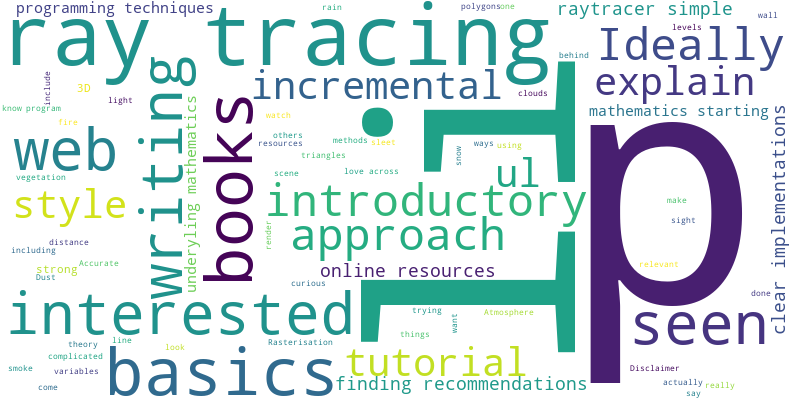 programming techniques
rain
polygons
one
raytracer simple
wall
ray tracing
levels
Ideally
behind
include
3D
light
writing
incremental
clouds
explain
know program
fire
underyling mathematics
books
watch
mathematics starting
web
others
resources
methods
sleet
triangles
snow
ways
using
clear implementations
vegetation
scene
love across
ul
li
p
make
style
introductory
sight
render
approach
including
distance
strong
Accurate
Dust
online resources
relevant
curious
interested
trying
things
want
Atmosphere
done
seen
theory
line
look
Rasterisation
complicated
basics
tutorial
smoke
variables
Disclaimer
come
finding recommendations
actually
really
say